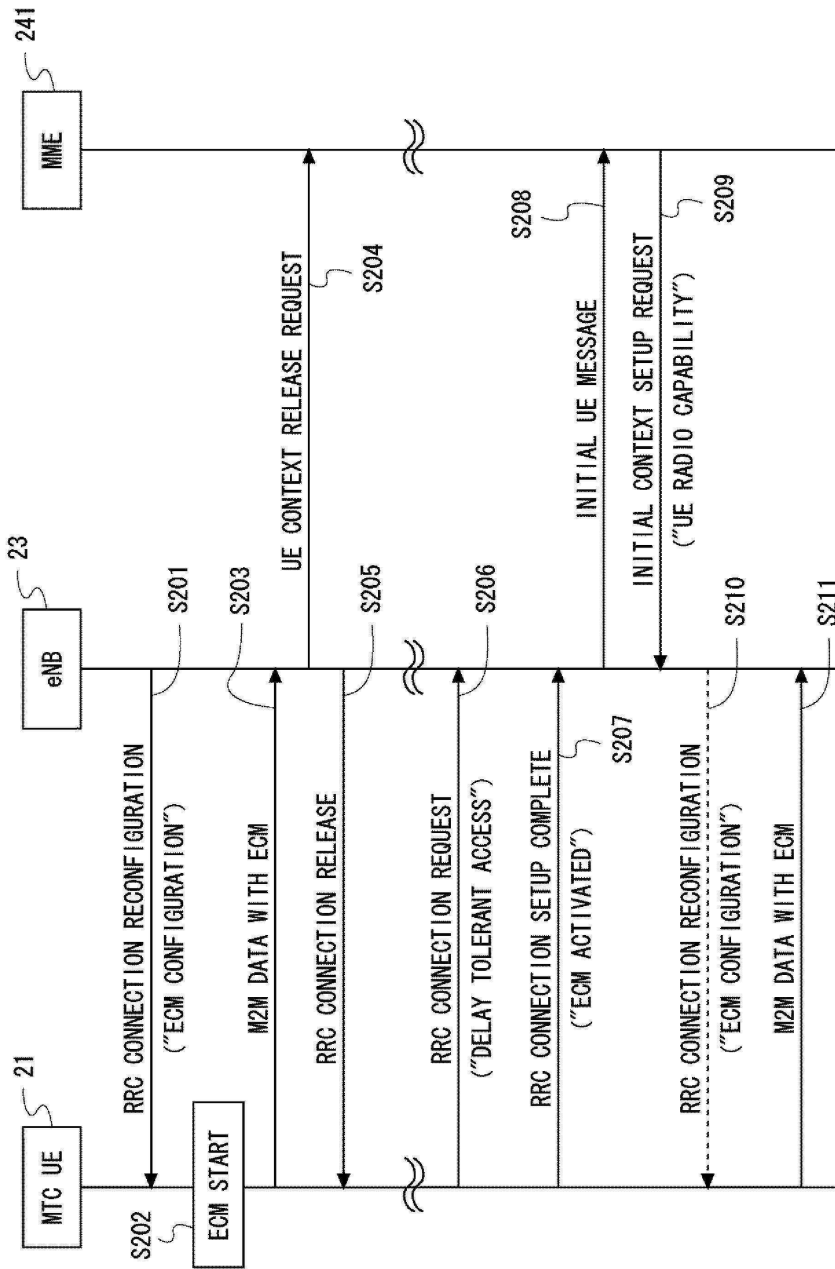 MTC UE
21
eNB
23
MME
241
RRC CONNECTION RECONFIGURATION
("ECM CONFIGURATION")
S201
S202
ECM START
M2M DATA WITH ECM
S203
UE CONTEXT RELEASE REQUEST
S204
RRC CONNECTION RELEASE
S205
RRC CONNECTION REQUEST
("DELAY TOLERANT ACCESS")
S206
RRC CONNECTION SETUP COMPLETE
("ECM ACTIVATED")
S207
INITIAL UE MESSAGE
S208
INITIAL CONTEXT SETUP REQUEST
("UE RADIO CAPABILITY")
S209
RRC CONNECTION RECONFIGURATION
("ECM CONFIGURATION")
S210
M2M DATA WITH ECM
S211